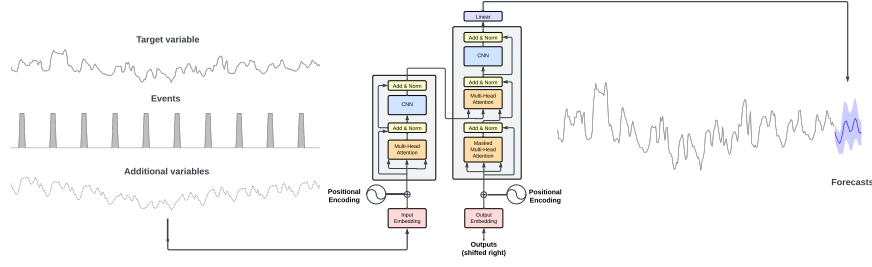 Target variable
Events
Additional variables
Add & Norm
CNN
Add & Norm
Multi-Head
Attention
Positional
Encoding
Input
Embedding
Linear
Add & Norm
CNN
Add & Norm
Multi-Head
Attention
Add & Norm
Masked
Multi-Head
Attention
Positional
Encoding
Output
Embedding
Outputs
(shifted right)
Forecasts